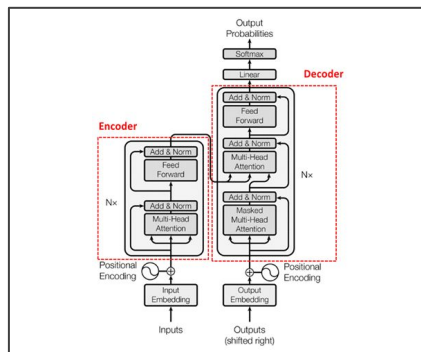 Output
Probabilities
Softmax
Linear
Decoder
Add & Norm
Feed
Forward
Add & Norm
Multi-Head
Attention
Nx
Add & Norm
Masked
Multi-Head
Attention
Encoder
Add & Norm
Feed
Forward
Nx
Add & Norm
Multi-Head
Attention
Positional
Encoding
Positional
Encoding
Input
Embedding
Output
Embedding
Inputs
Outputs
(shifted right)